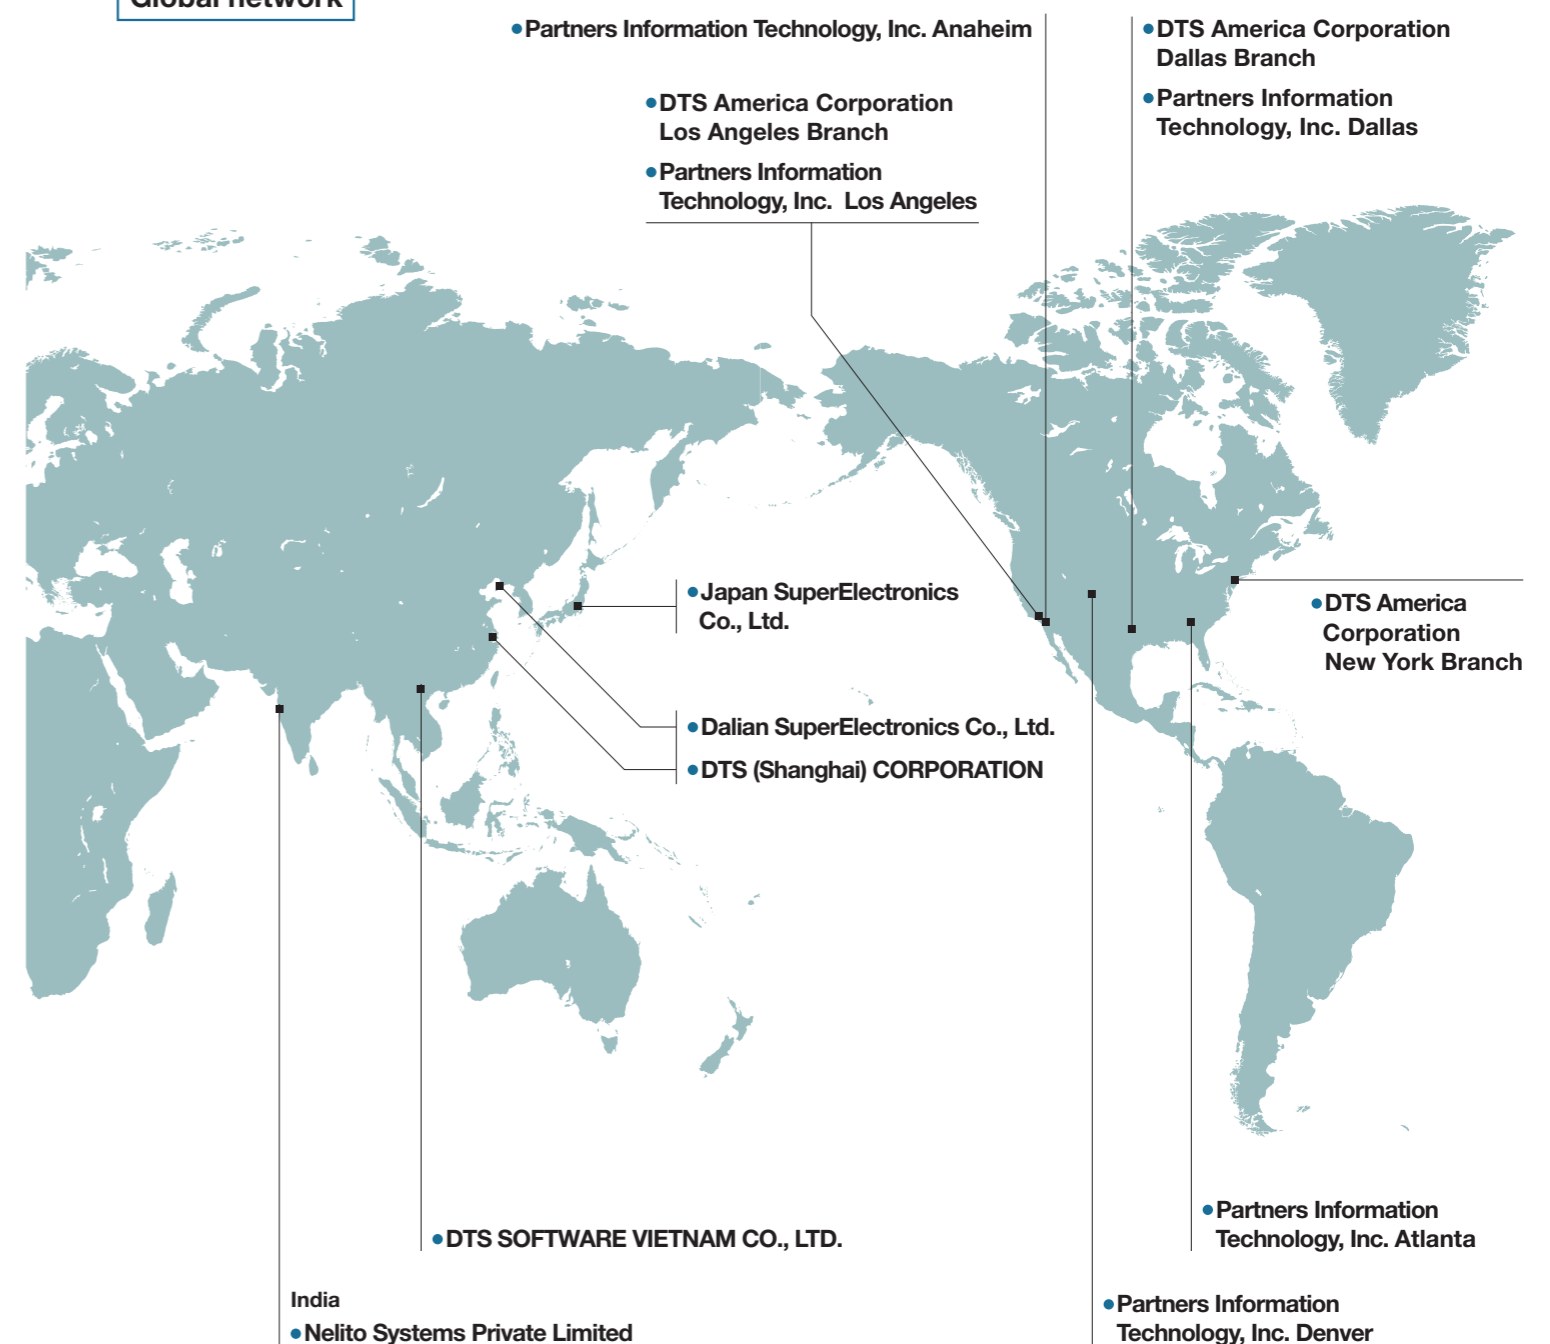 Global network
●Partners Information Technology, Inc. Anaheim
●DTS America Corporation
Dallas Branch
●Partners Information
Technology, Inc. Dallas
●DTS America Corporation
Los Angeles Branch
●Partners Information
Technology, Inc. Los Angeles
●Japan SuperElectronics
Co., Ltd.
●DTS America
Corporation
New York Branch
●Dalian SuperElectronics Co., Ltd.
●DTS (Shanghai) CORPORATION
●Partners Information
Technology, Inc. Atlanta
●DTS SOFTWARE VIETNAM CO., LTD.
India
●Nelito Systems Private Limited
●Partners Information
Technology, Inc. Denver